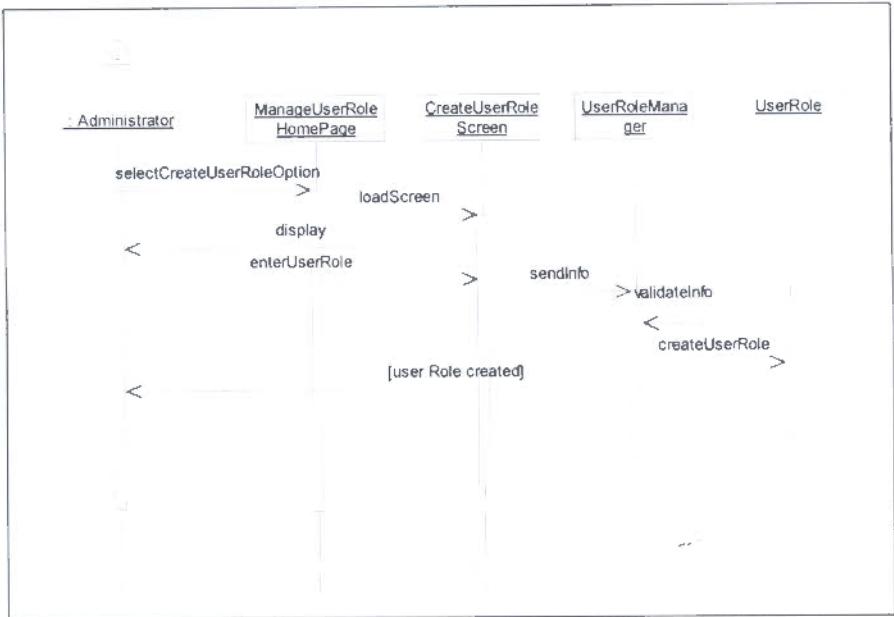 : Administrator
ManageUserRole
HomePage
CreateUserRole
Screen
UserRoleMana
ger
UserRole
selectCreateUserRoleOption
loadScreen
display
enterUserRole
sendInfo
validateInfo
createUserRole
[user Role created]